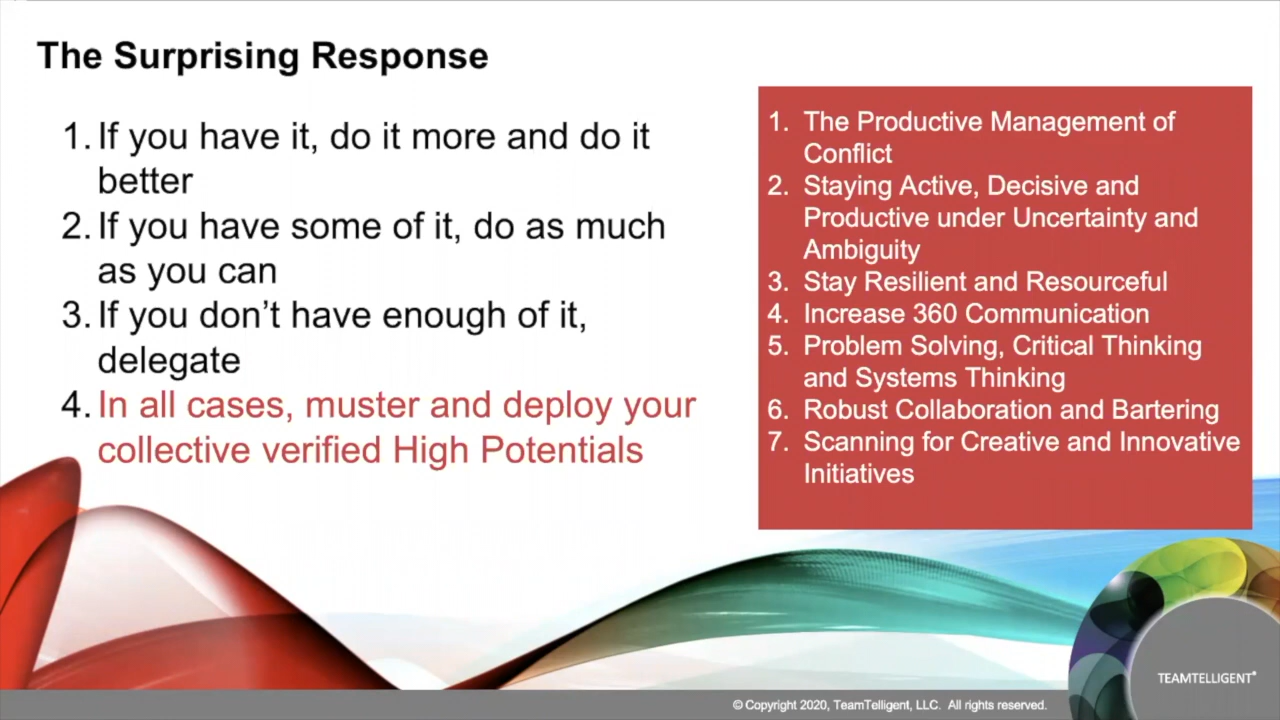 The Surprising Response
1. If you have it, do it more and do it
better
2. If you have some of it, do as much
as you can
3. If you don’t have enough of it,
delegate
4. In all cases, muster and deploy your
collective verified High Potentials
1. The Productive Management of
Conflict
2. Staying Active, Decisive and
Productive under Uncertainty and
Ambiguity
3. Stay Resilient and Resourceful
4. Increase 360 Communication
5. Problem Solving, Critical Thinking
and Systems Thinking
6. Robust Collaboration and Bartering
7. Scanning for Creative and Innovative
Initiatives
TEAMTELLIGENT®
© Copyright 2020, TeamTelligent, LLC. All rights reserved.